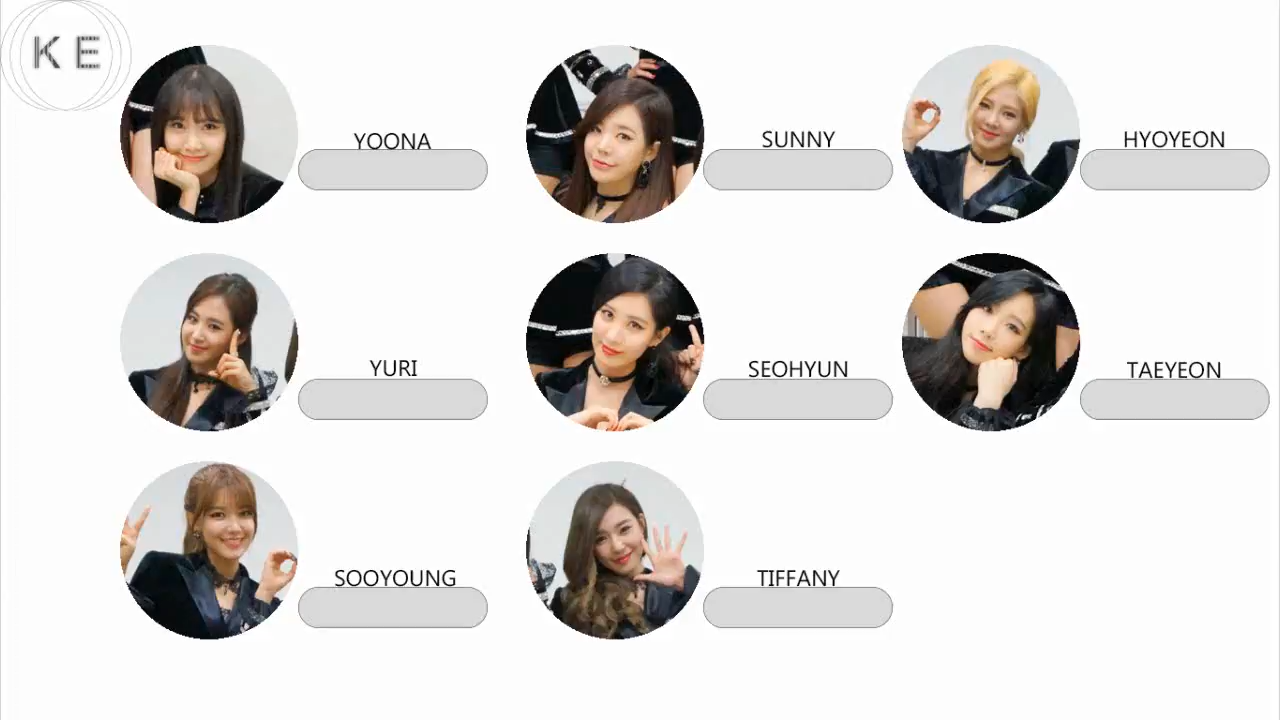 K E
YOONA
SUNNY
HYOYEON
YURI
SEOHYUN
TAEYEON
SOOYOUNG
TIFFANY